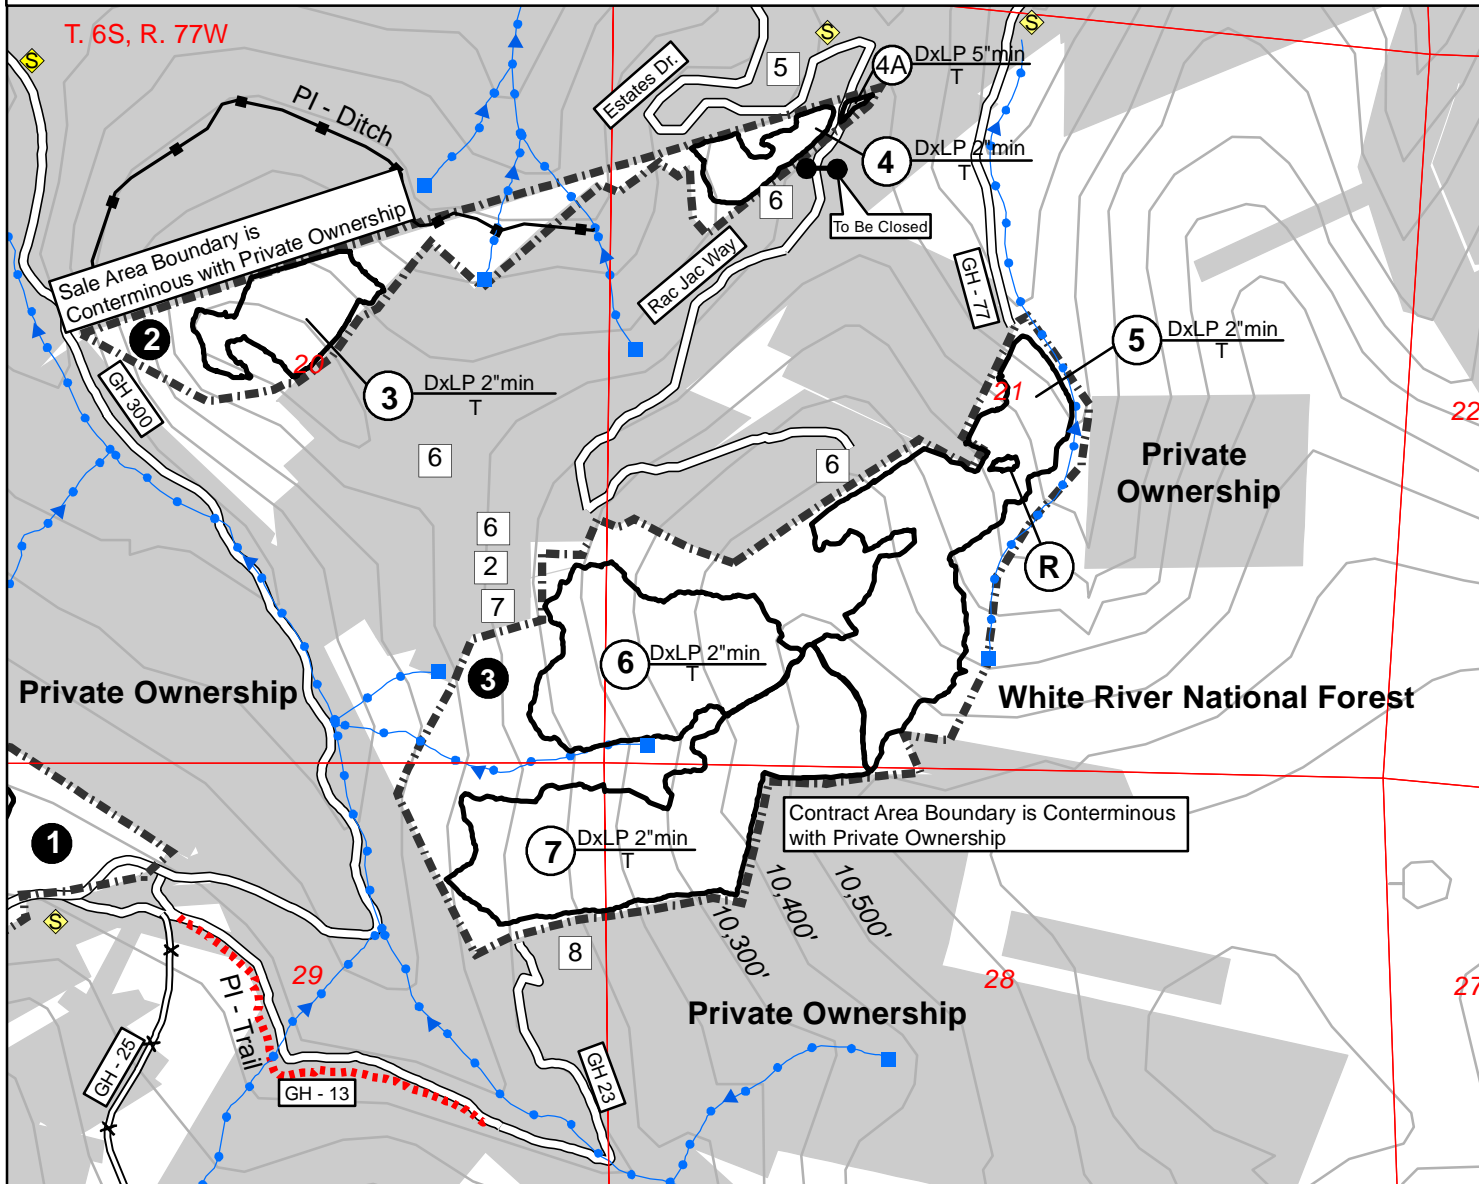 T. 6S, R. 77W
S
S
S
Estates Dr.
5
4A
DxLP 5"min
T
PI - Ditch
4
DxLP 2"min
T
6
To Be Closed
Sale Area Boundary is
Conterminous with Private Ownership
Rac Jac Way
GH - 77
2
20
3
DxLP 2"min
T
GH 300
5
DxLP 2"min
T
21
22
Private
Ownership
6
6
6
2
7
R
6
DxLP 2"min
T
3
Private Ownership
White River National Forest
1
7
DxLP 2"min
T
Contract Area Boundary is Conterminous
with Private Ownership
10,300'
10,400'
10,500'
S
8
29
28
27
PI - Trail
Private Ownership
GH - 25
GH - 13
GH 23